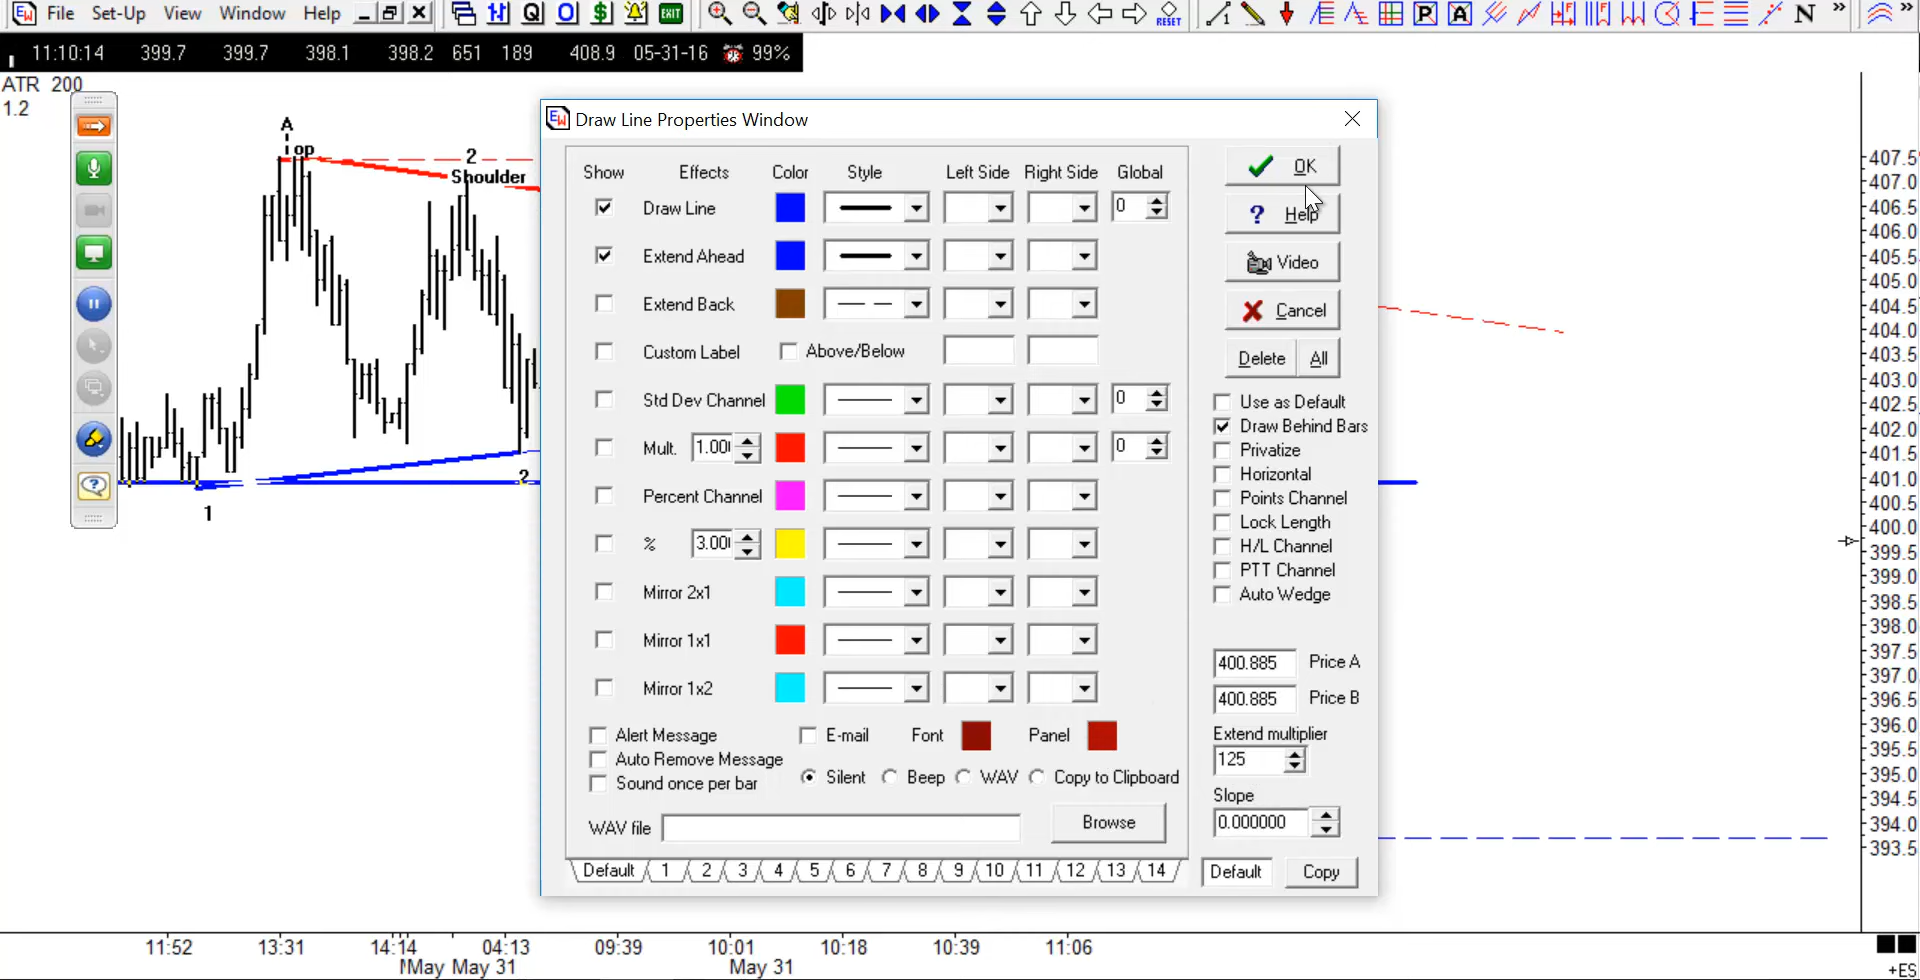 File Set-Up View Window Help
11:10:14 399.7 399.7 398.1 398.2 651 189 408.9 05-31-16 99%
ATR 200
1.2
A
op
2
Shoulder
2
1
Draw Line Properties Window
Show Effects Color Style Left Side Right Side Global
Draw Line 0
Extend Ahead
Extend Back
Custom Label Above/Below
Std Dev Channel 0
Mult. 1.00 0
Percent Channel
% 3.00
Mirror 2x1
Mirror 1x1
Mirror 1x2
Alert Message E-mail Font Panel
Auto Remove Message
Silent Beep WAV Copy to Clipboard
Sound once per bar
WAV file Browse
Default 1 2 3 4 5 6 7 8 9 10 11 12 13 14
OK
Help
Video
Cancel
Delete All
Use as Default
Draw Behind Bars
Privatize
Horizontal
Points Channel
Lock Length
H/L Channel
PTT Channel
Auto Wedge
400.885 Price A
400.885 Price B
Extend multiplier
125
Slope
0.000000
Default Copy
407.5
407.0
406.5
406.0
405.5
405.0
404.5
404.0
403.5
403.0
402.5
402.0
401.5
401.0
400.5
400.0
399.5
399.0
398.5
398.0
397.5
397.0
396.5
396.0
395.5
395.0
394.5
394.0
393.5
11:52 13:31 14:14 04:13 09:39 10:01 10:18 10:39 11:06
May May 31 May 31
+ES